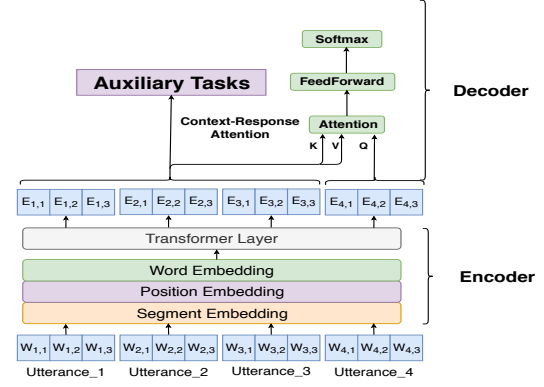 Softmax
FeedForward
Auxiliary Tasks
Decoder
Context-Response
Attention
Attention
K V Q
E1,1 E1,2 E1,3 E2,1 E2,2 E2,3 E3,1 E3,2 E3,3 E4,1 E4,2 E4,3
Transformer Layer
Word Embedding
Encoder
Position Embedding
Segment Embedding
W1,1 W1,2 W1,3 W2,1 W2,2 W2,3 W3,1 W3,2 W3,3 W4,1 W4,2 W4,3
Utterance_1 Utterance_2 Utterance_3 Utterance_4